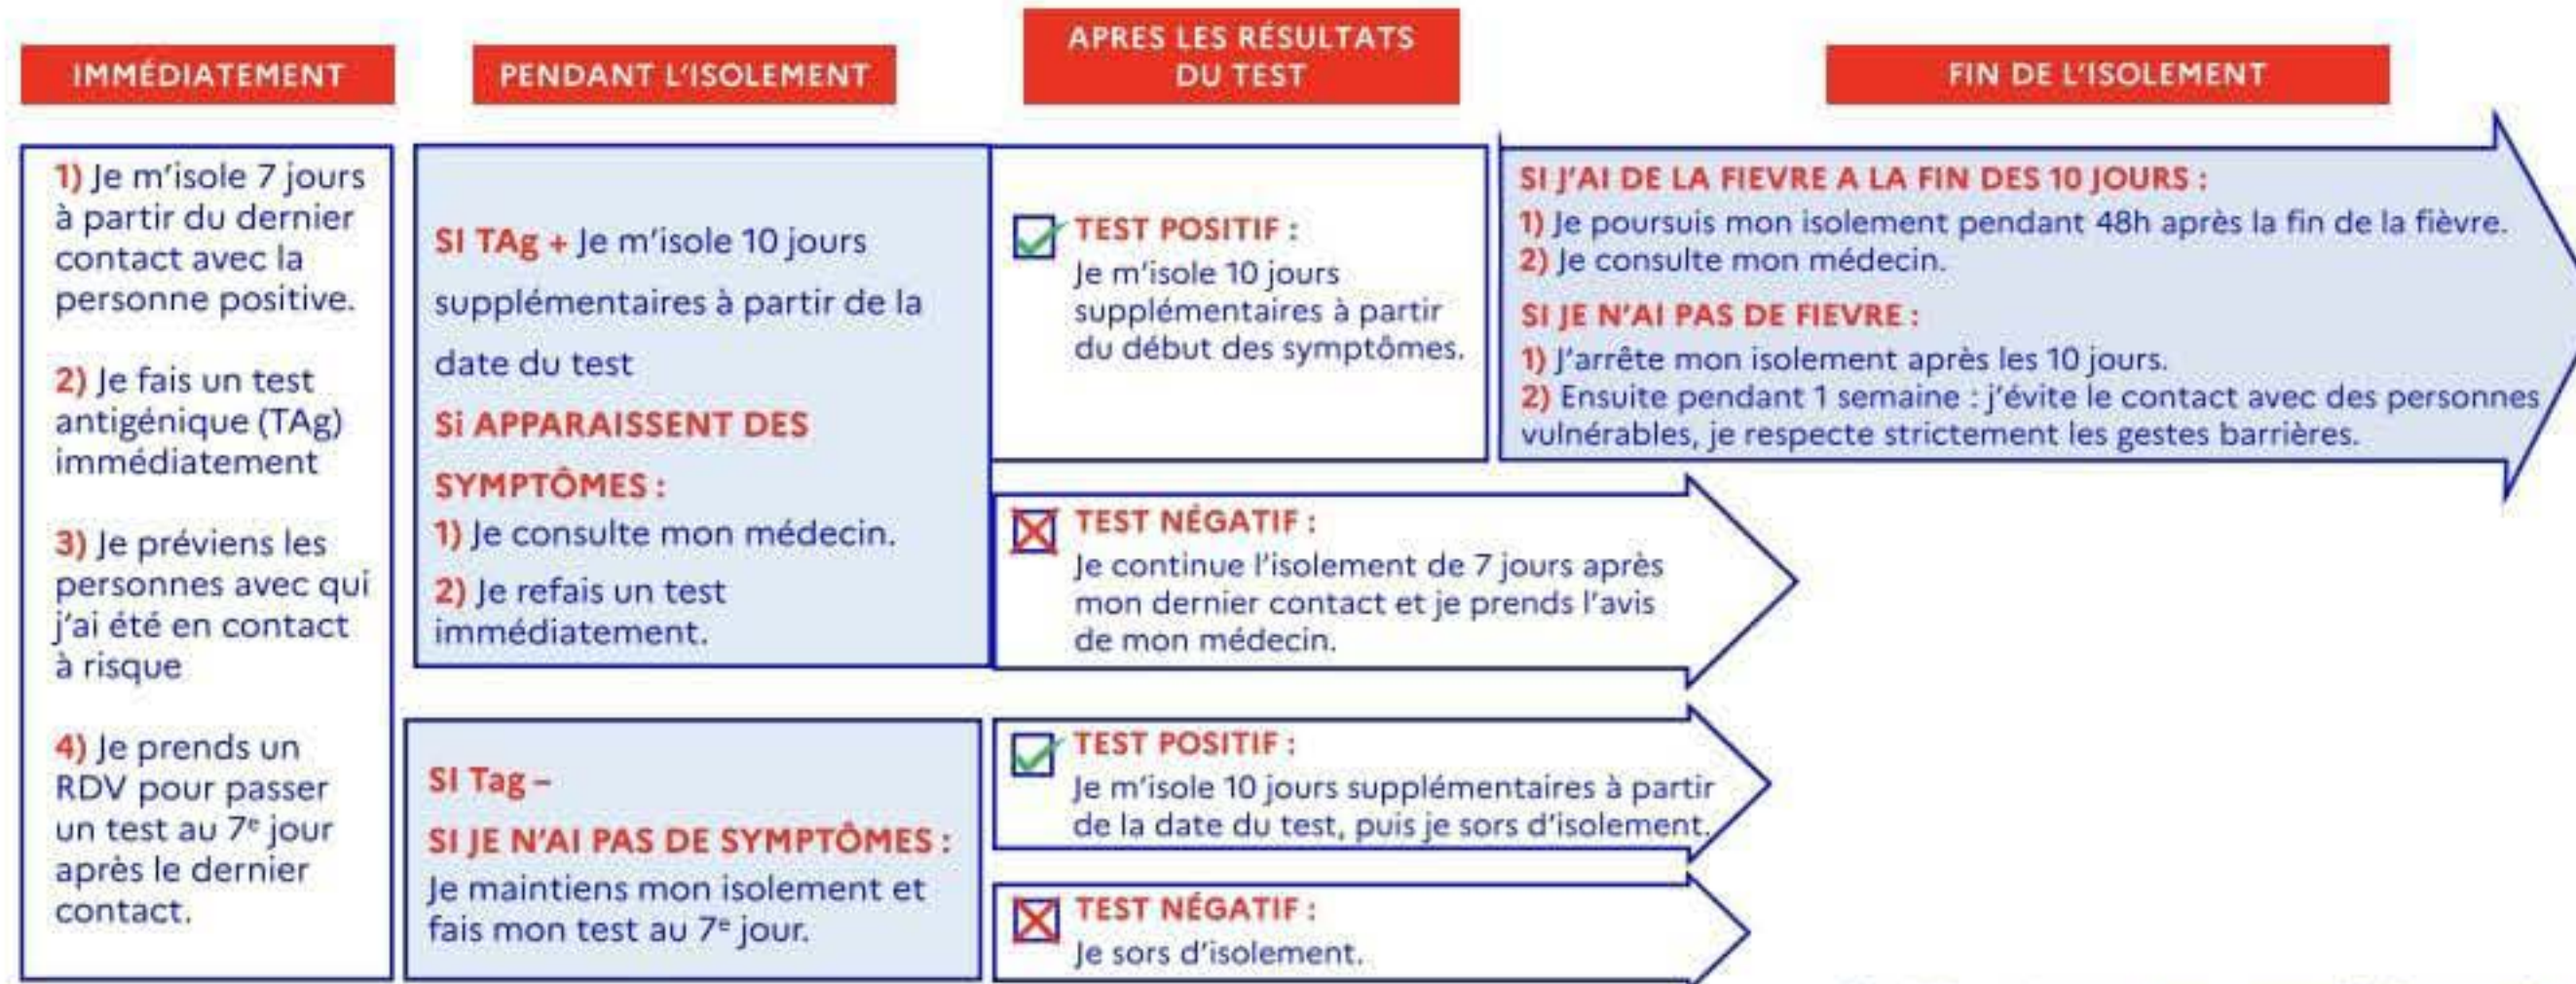 IMMÉDIATEMENT
PENDANT L'ISOLEMENT
APRES LES RÉSULTATS
DU TEST
FIN DE L'ISOLEMENT
1) Je m'isole 7 jours
à partir du dernier
contact avec la
personne positive.
2) Je fais un test
antigénique (TAg)
immédiatement
3) Je préviens les
personnes avec qui
j'ai été en contact
à risque
4) Je prends un
RDV pour passer
un test au 7e jour
après le dernier
contact.
SI TAg + Je m'isole 10 jours
supplémentaires à partir de la
date du test
Si APPARAISSENT DES
SYMPTÔMES :
1) Je consulte mon médecin.
2) Je refais un test
immédiatement.
TEST POSITIF :
Je m'isole 10 jours
supplémentaires à partir
du début des symptômes.
SI J'AI DE LA FIEVRE A LA FIN DES 10 JOURS :
1) Je poursuis mon isolement pendant 48h après la fin de la fièvre.
2) Je consulte mon médecin.
SI JE N'AI PAS DE FIEVRE :
1) J'arrête mon isolement après les 10 jours.
2) Ensuite pendant 1 semaine : j'évite le contact avec des personnes
vulnérables, je respecte strictement les gestes barrières.
TEST NÉGATIF :
Je continue l'isolement de 7 jours après
mon dernier contact et je prends l'avis
de mon médecin.
SI Tag –
SI JE N'AI PAS DE SYMPTÔMES :
Je maintiens mon isolement et
fais mon test au 7e jour.
TEST POSITIF :
Je m'isole 10 jours supplémentaires à partir
de la date du test, puis je sors d'isolement.
TEST NÉGATIF :
Je sors d'isolement.